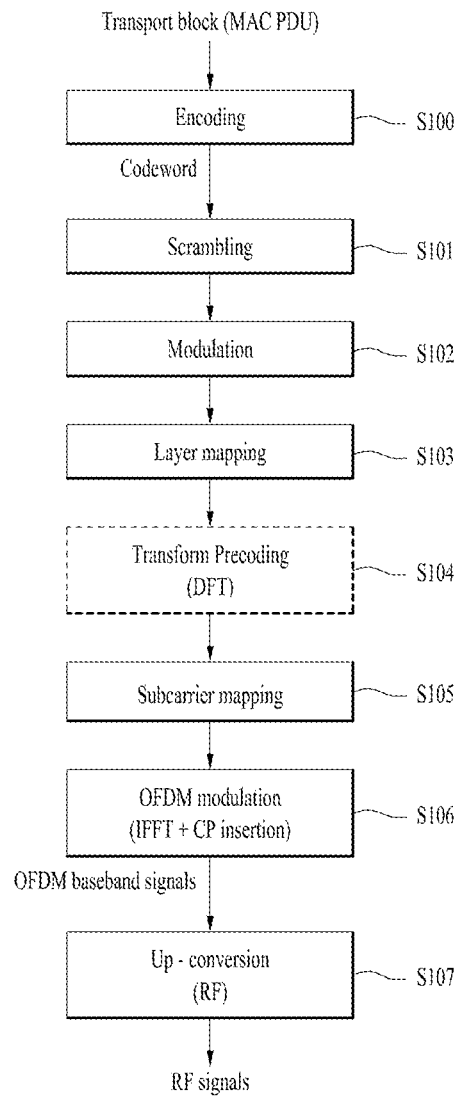 Transport block (MAC PDU)
Encoding
S100
Codeword
Scrambling
S101
Modulation
S102
Layer mapping
S103
Transform Precoding
(DFT)
S104
Subcarrier mapping
S105
OFDM modulation
(IFFT + CP insertion)
S106
OFDM baseband signals
Up - conversion
(RF)
S107
RF signals